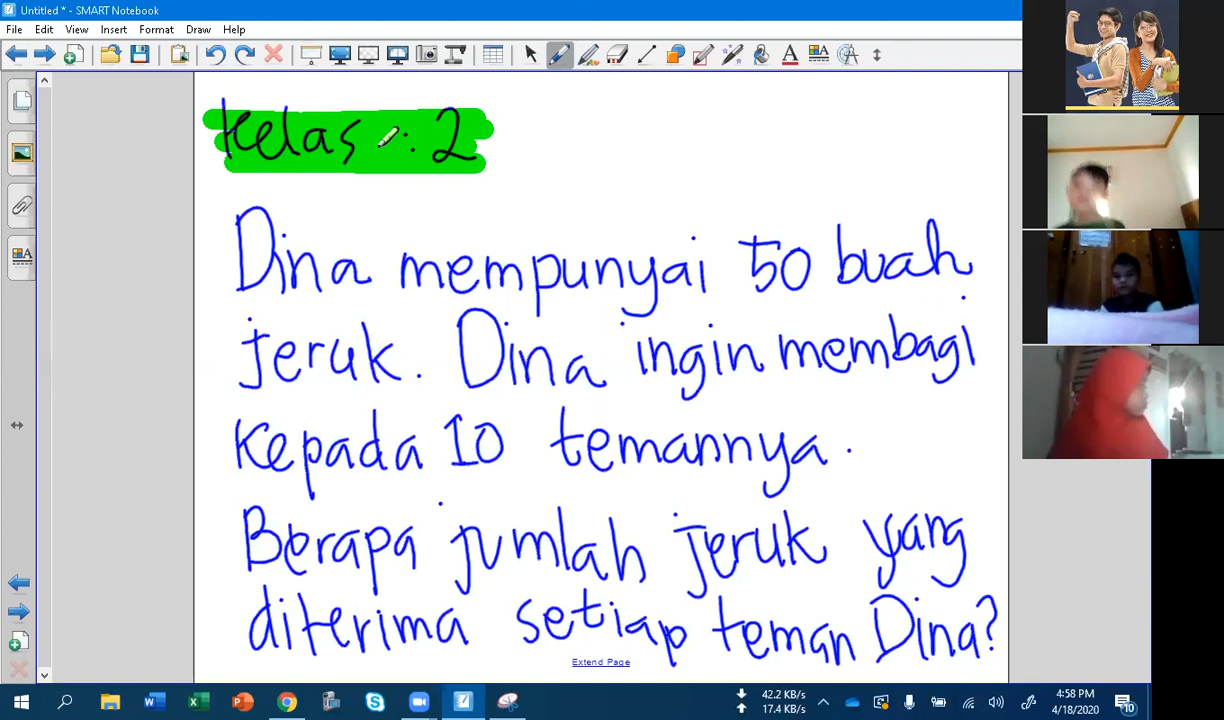 Untitled * - SMART Notebook
File Edit View Insert Format Draw Help
Kelas : 2
Dina mempunyai 50 buah
jeruk. Dina ingin membagi
kepada 10 temannya.
Berapa jumlah jeruk yang
diterima setiap teman Dina?
Extend Page
42.2 KB/s
17.4 KB/s
4:58 PM
4/18/2020
10